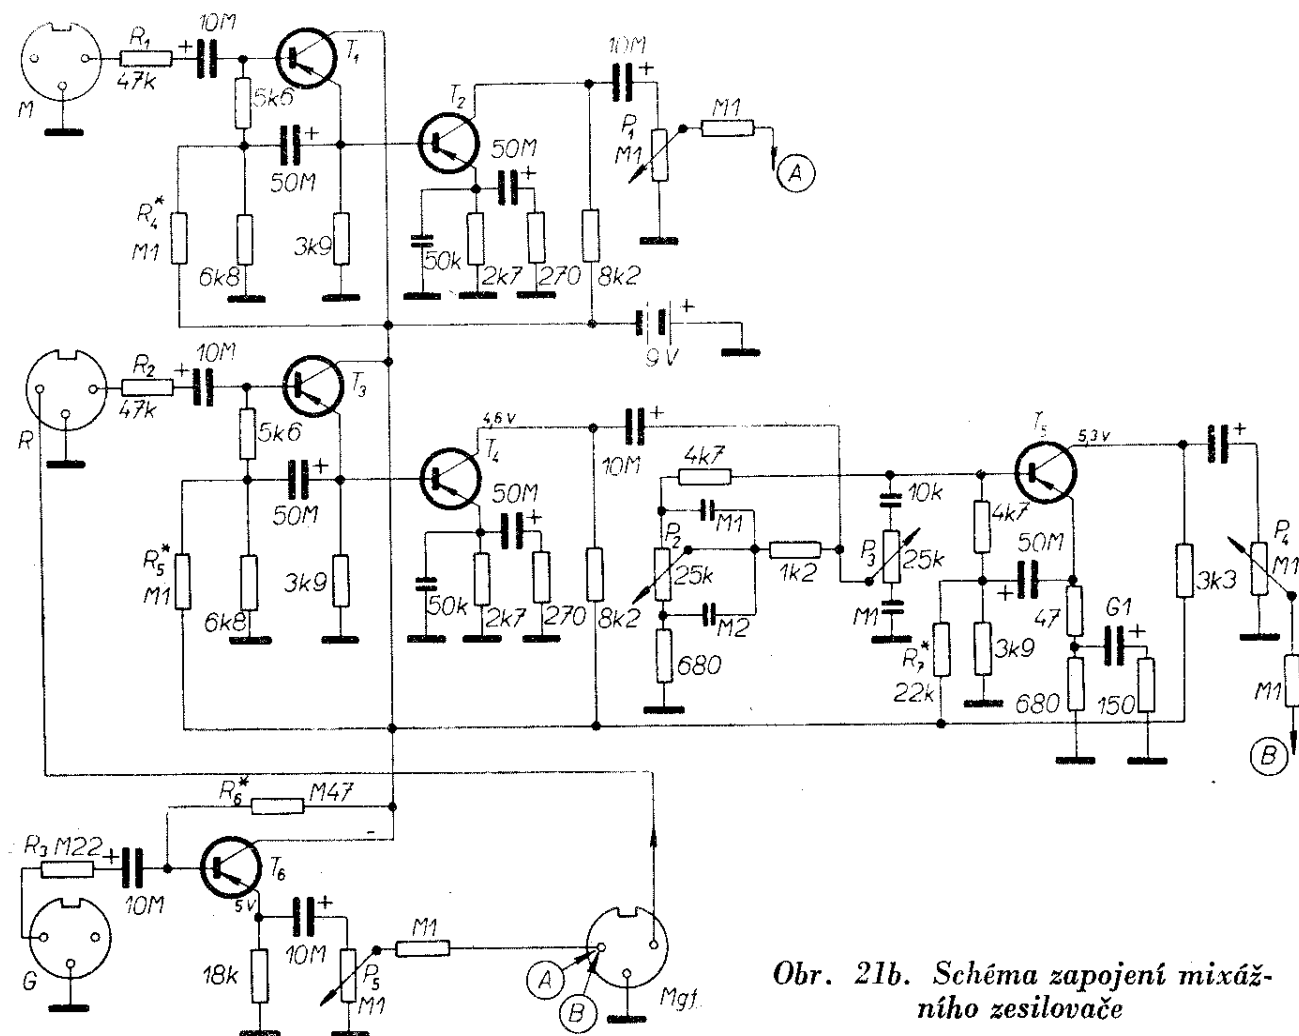 10M +
R1
47k
M
5k6
T1
50M +
R4*
M1
6k8
3k9
T2
50M
+
50k
2k7
270
8k2
10M +
P1
M1
M1
A
+
9V
R2
47k
R
+ 10M
5k6
T3
50M +
R5*
M1
6k8
3k9
4,6 V
T4
50M
+
50k
2k7
270
8k2
+
10M
4k7
M1
P2
25k
M2
1k2
680
10k
P3
25k
M1
4k7
50M
+
R7*
22k
3k9
T5
5,3 V
47
G1
+
680
150
3k3
+
P4
M1
M1
B
R6* M47
-
R3 M22 +
10M
T6
5V
G
18k
+
10M
P5
M1
M1
A
B
Mgf.
Obr. 21b. Schéma zapojení mixáž-
ního zesilovače